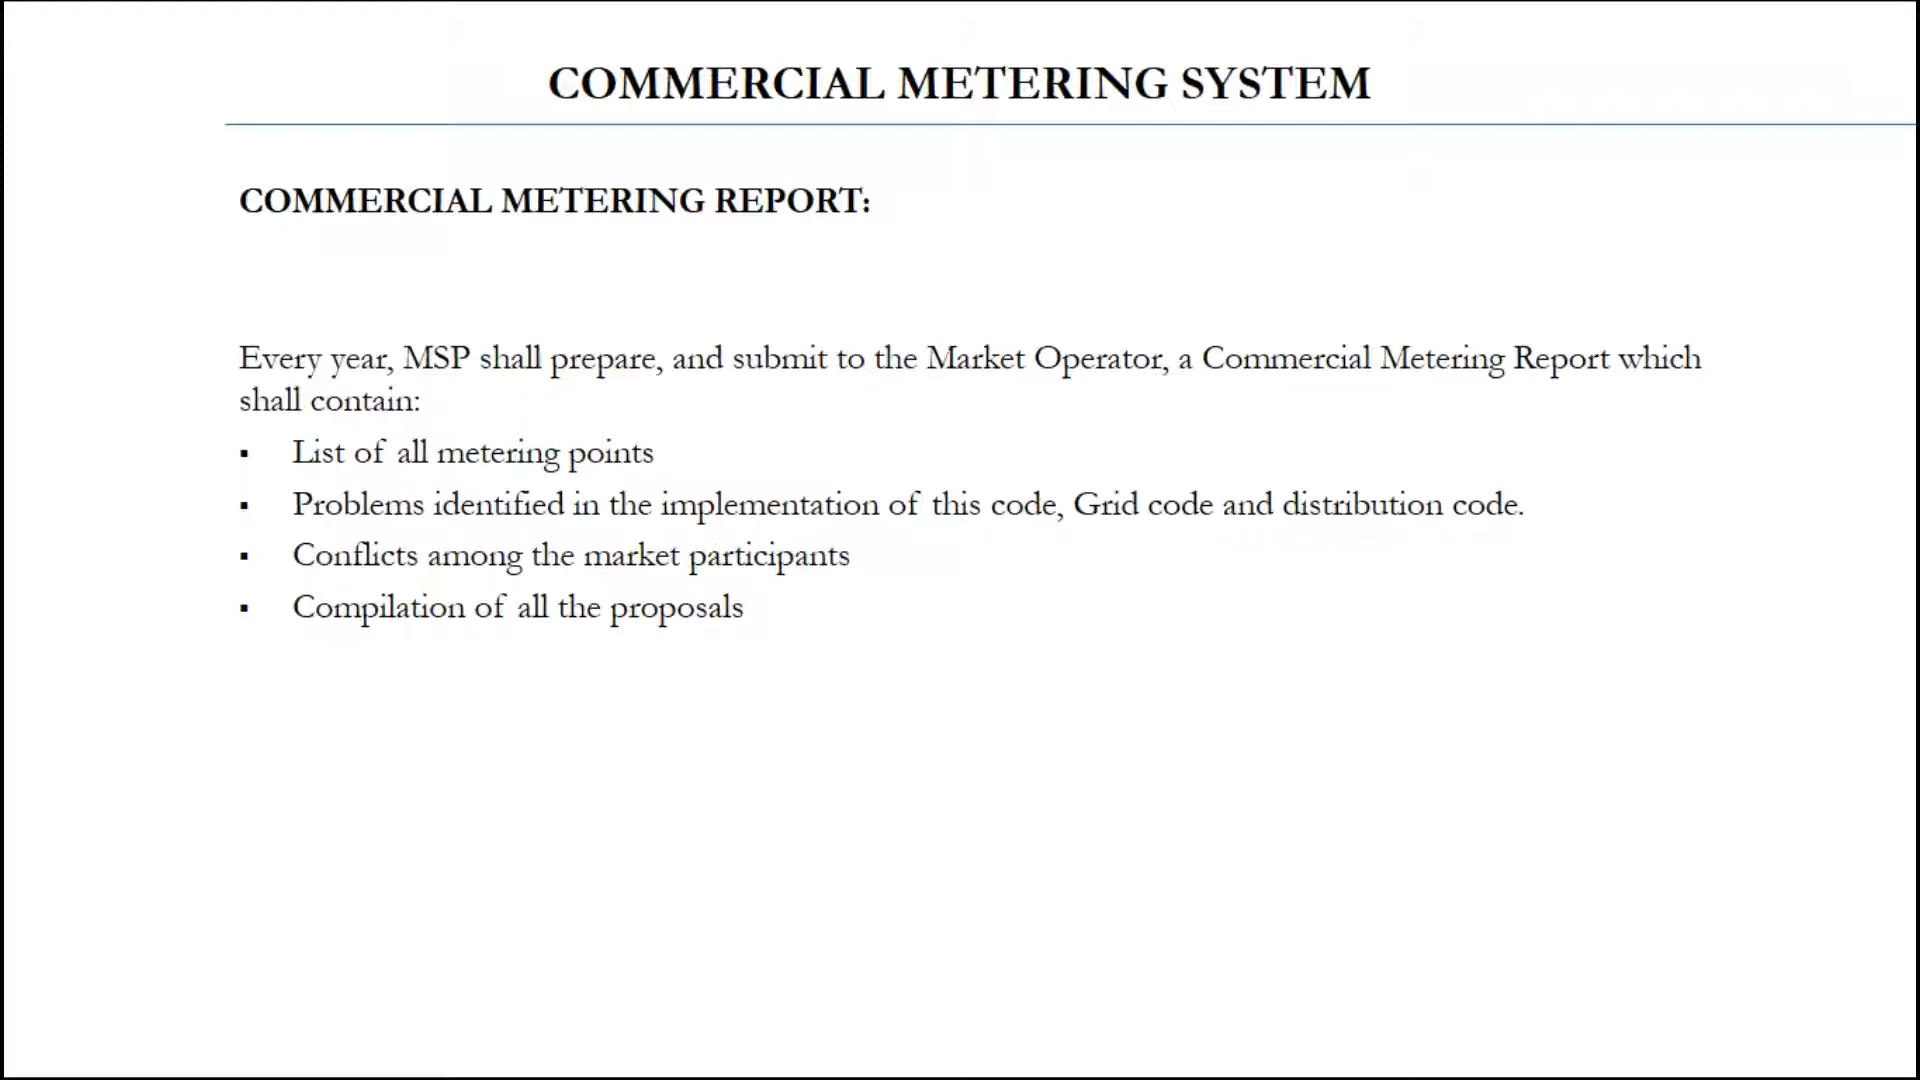 COMMERCIAL METERING SYSTEM
COMMERCIAL METERING REPORT:
Every year, MSP shall prepare, and submit to the Market Operator, a Commercial Metering Report which
shall contain:
▪ List of all metering points
▪ Problems identified in the implementation of this code, Grid code and distribution code.
▪ Conflicts among the market participants
▪ Compilation of all the proposals